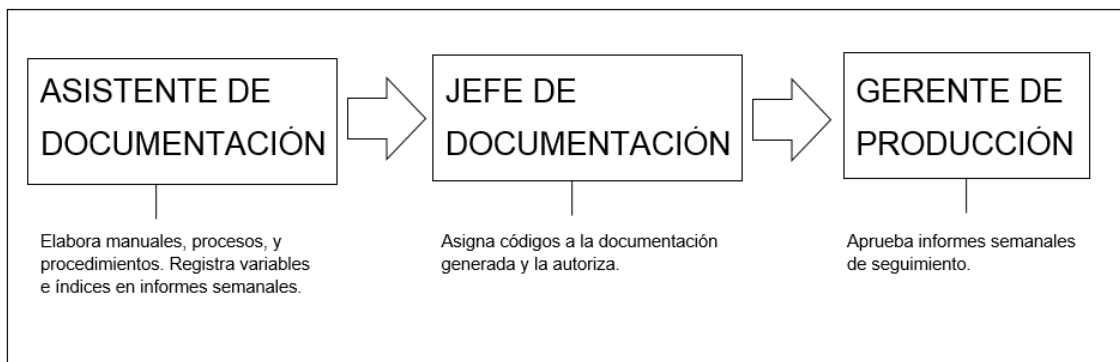 ASISTENTE DE
DOCUMENTACIÓN
JEFE DE
DOCUMENTACIÓN
GERENTE DE
PRODUCCIÓN
Elabora manuales, procesos, y
procedimientos. Registra variables
e índices en informes semanales.
Asigna códigos a la documentación
generada y la autoriza.
Aprueba informes semanales
de seguimiento.